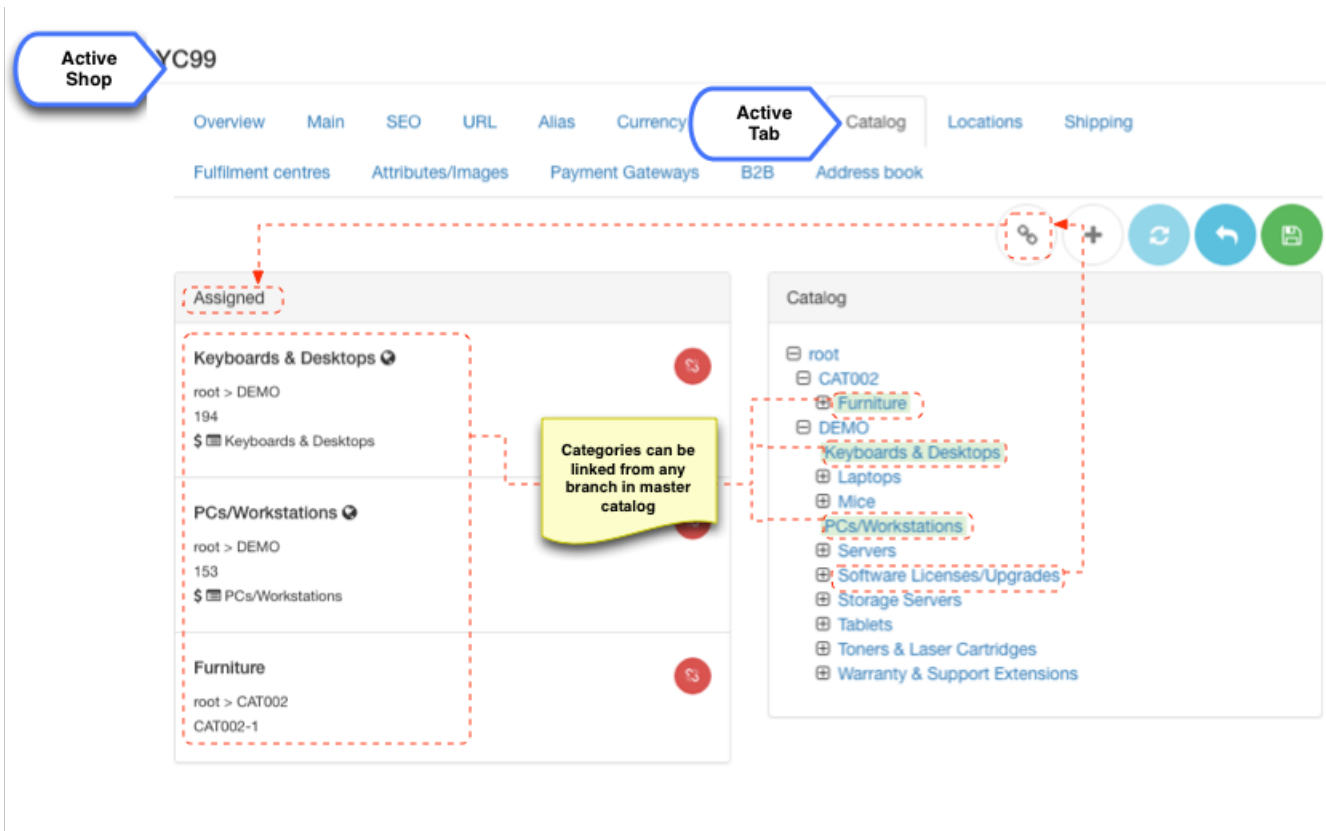 Active
Shop
YC99
Overview Main SEO URL Alias Currency Active
Tab Catalog Locations Shipping
Fulfilment centres Attributes/Images Payment Gateways B2B Address book
Assigned
Keyboards & Desktops
root > DEMO
194
$ Keyboards & Desktops
PCs/Workstations
root > DEMO
153
$ PCs/Workstations
Furniture
root > CAT002
CAT002-1
Categories can be
linked from any
branch in master
catalog
Catalog
root
CAT002
Furniture
DEMO
Keyboards & Desktops
Laptops
Mice
PCs/Workstations
Servers
Software Licenses/Upgrades
Storage Servers
Tablets
Toners & Laser Cartridges
Warranty & Support Extensions